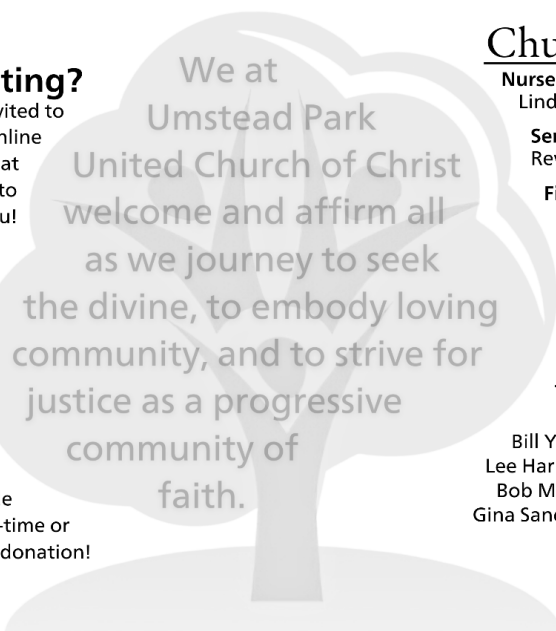 ting?
vited to
nline
at
to
u!
We at
Umstead Park
United Church of Christ
welcome and affirm all
as we journey to seek
the divine, to embody loving
community, and to strive for
justice as a progressive
community of
faith.
e
-time or
donation!
Chu
Nurse
Lind
Ser
Rev
Fi
Bill Y
Lee Har
Bob M
Gina Sand